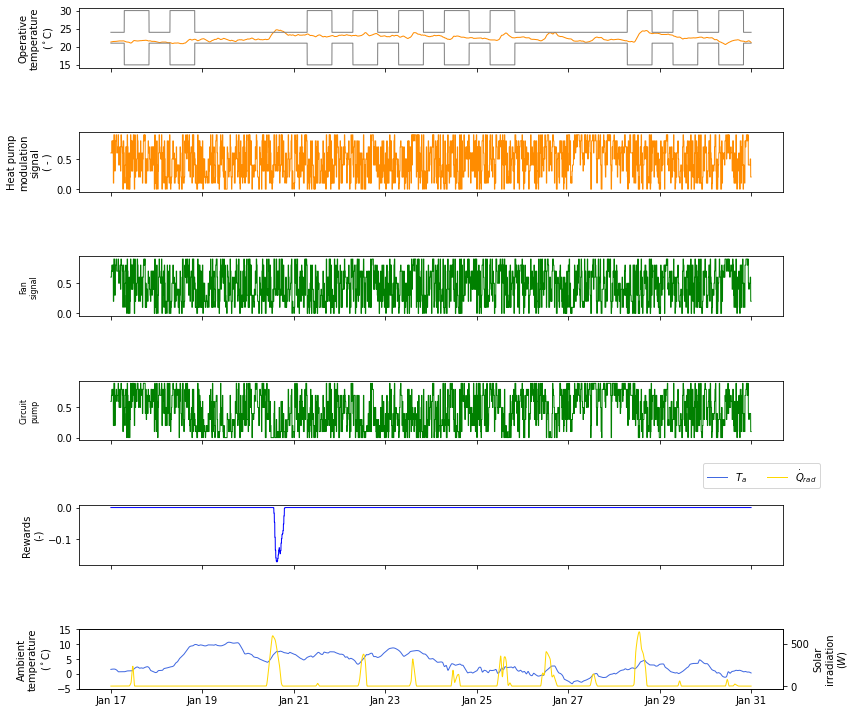 Operative
temperature
(°C)
30
25
20
15
Heat pump
modulation
signal
( - )
0.5
0.0
Fan
signal
0.5
0.0
Circuit
pump
0.5
0.0
T_a
Q̇_rad
Rewards
(-)
0.0
−0.1
Ambient
temperature
(°C)
15
10
5
0
−5
500
0
Solar
irradiation
(W)
Jan 17
Jan 19
Jan 21
Jan 23
Jan 25
Jan 27
Jan 29
Jan 31